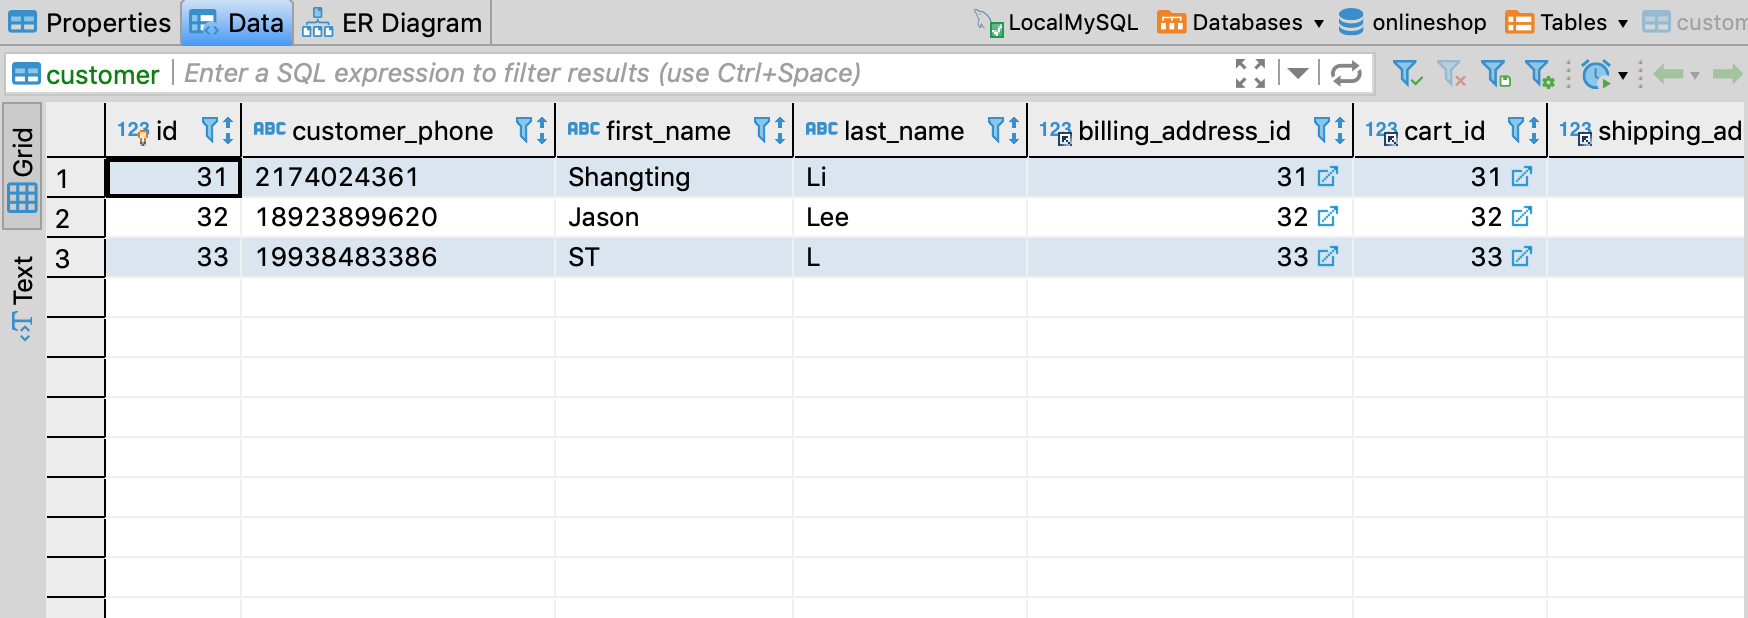 Properties Data ER Diagram LocalMySQL Databases onlineshop Tables custom
customer Enter a SQL expression to filter results (use Ctrl+Space)
Grid
Text
123 id ABC customer_phone ABC first_name ABC last_name 123 billing_address_id 123 cart_id 123 shipping_ad
1 31 2174024361 Shangting Li 31 31
2 32 18923899620 Jason Lee 32 32
3 33 19938483386 ST L 33 33